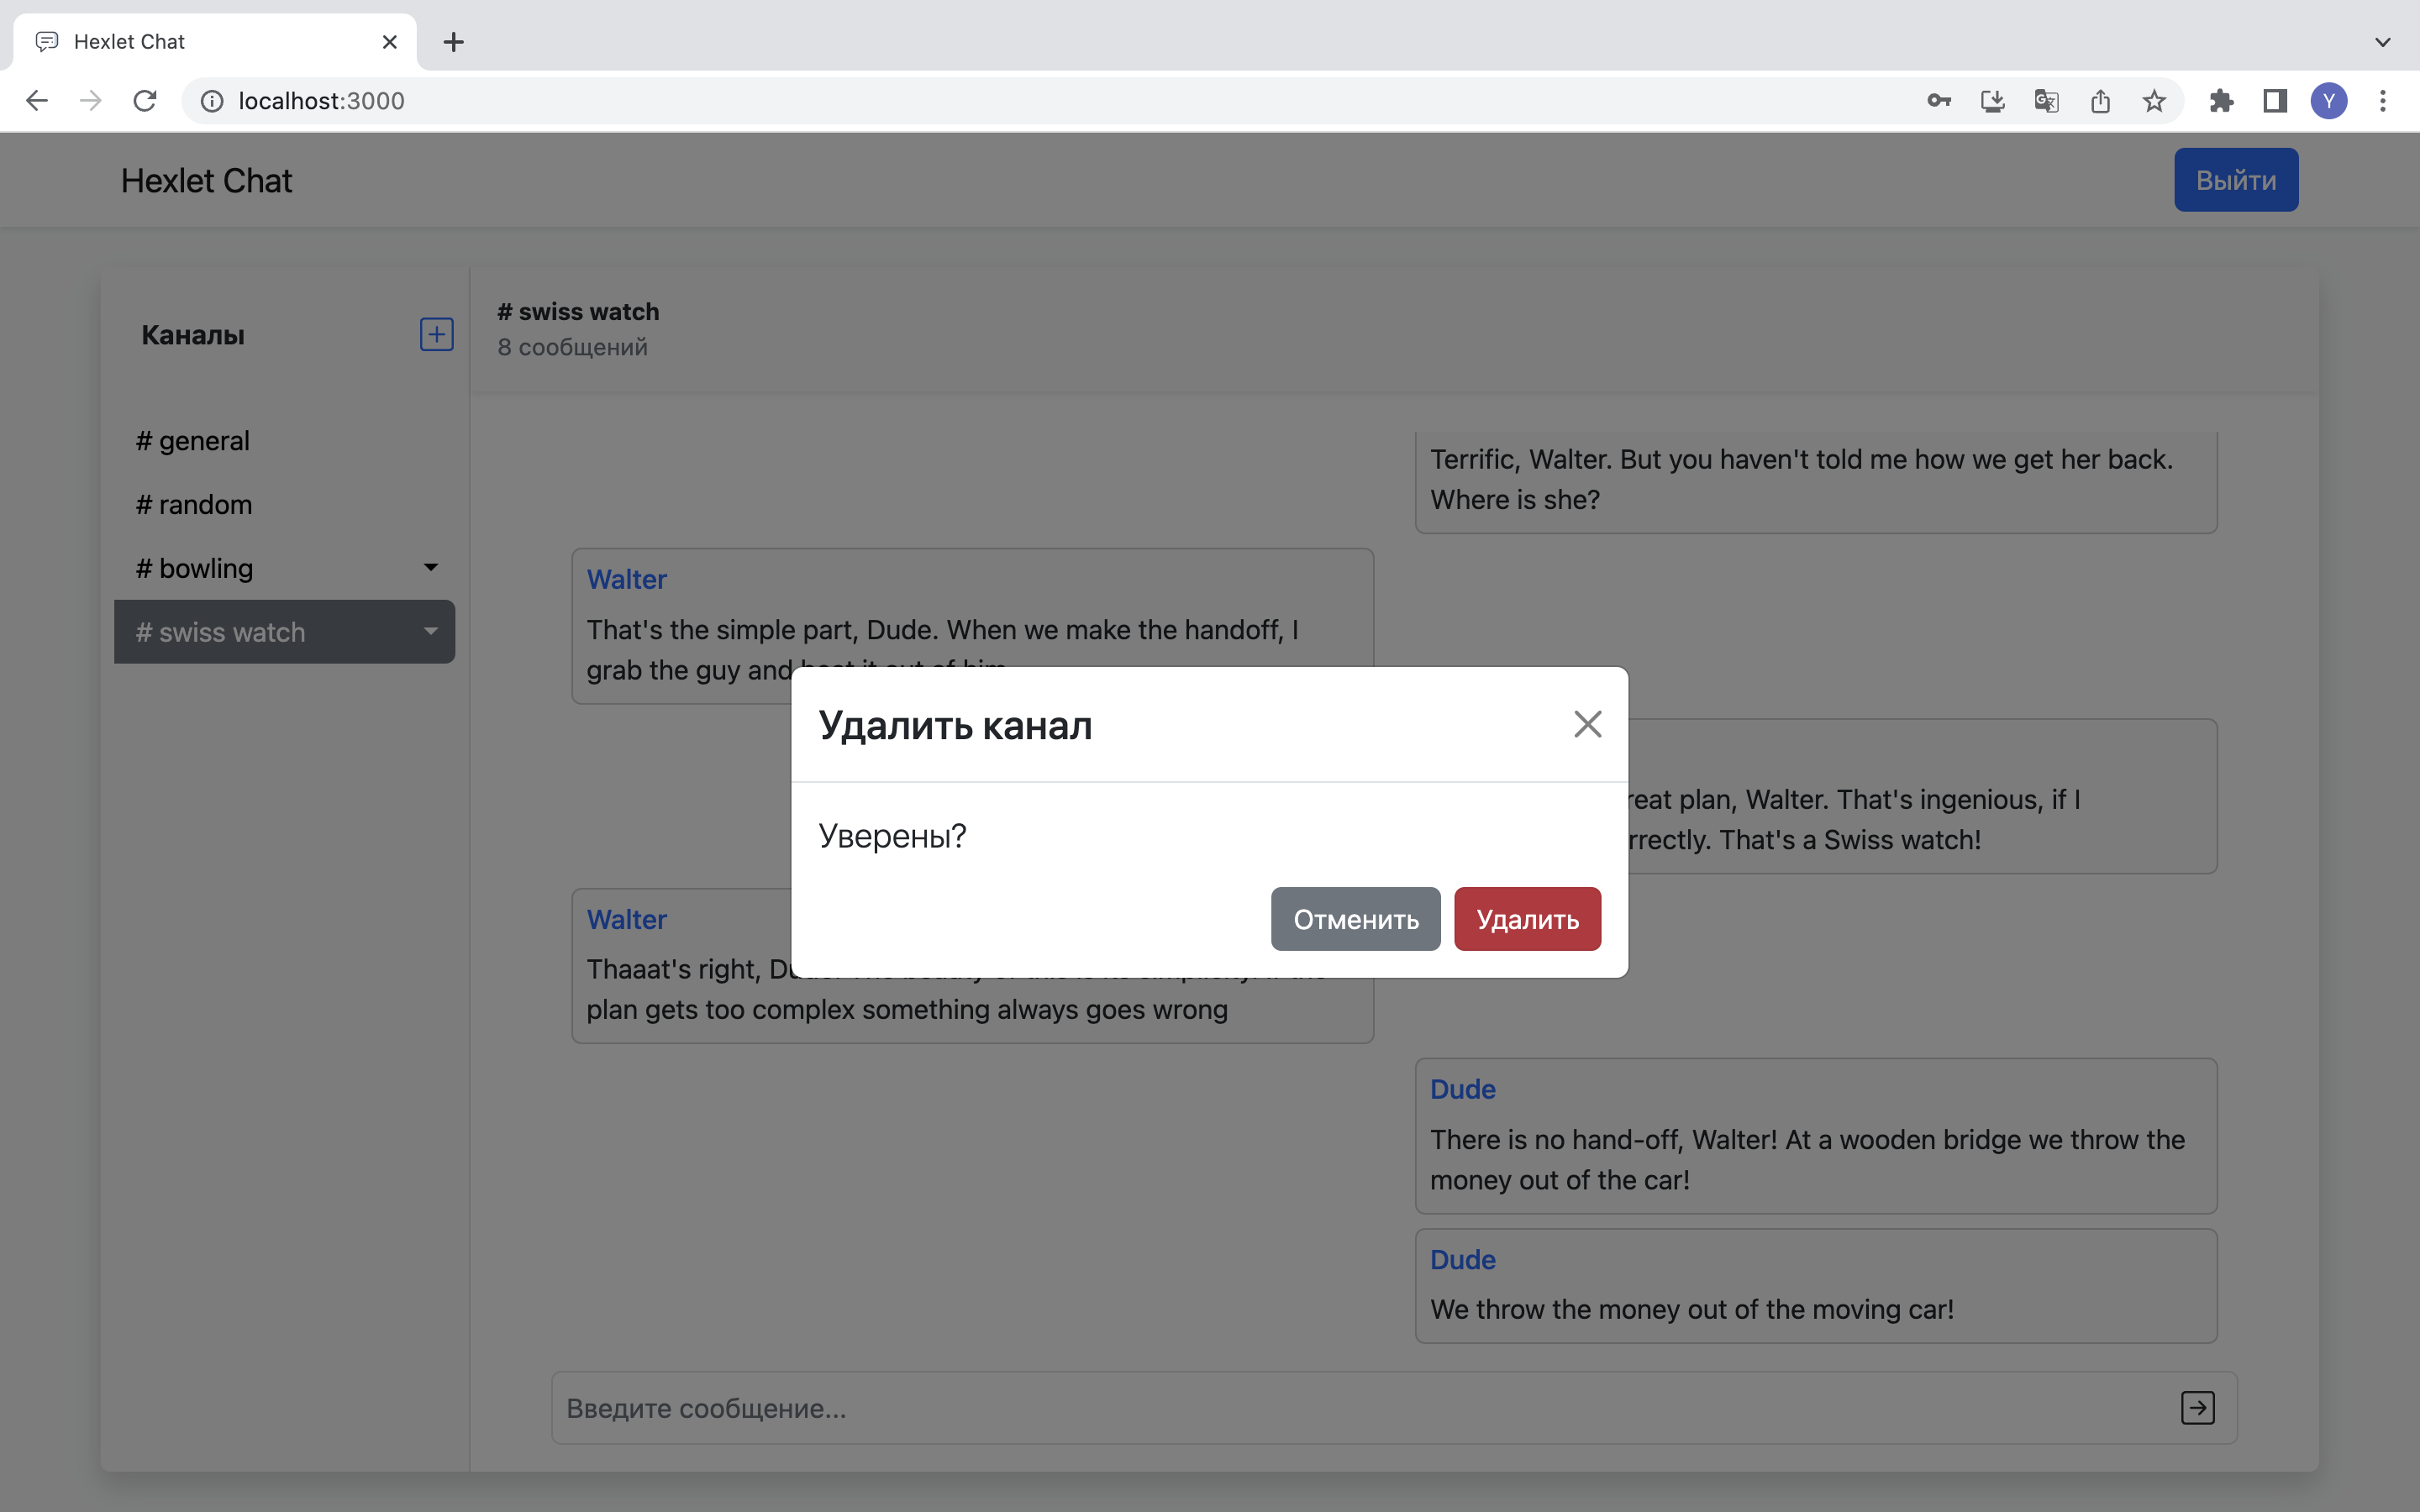 Hexlet Chat
localhost:3000
Y
Hexlet Chat
Выйти
Каналы
# general
# random
# bowling
# swiss watch
# swiss watch
8 сообщений
Terrific, Walter. But you haven't told me how we get her back.
Where is she?
Walter
That's the simple part, Dude. When we make the handoff, I
grab the guy and
reat plan, Walter. That's ingenious, if I
rrectly. That's a Swiss watch!
Walter
Thaaat's right,
plan gets too complex something always goes wrong
Dude
There is no hand-off, Walter! At a wooden bridge we throw the
money out of the car!
Dude
We throw the money out of the moving car!
Введите сообщение...
Удалить канал
Уверены?
Отменить
Удалить